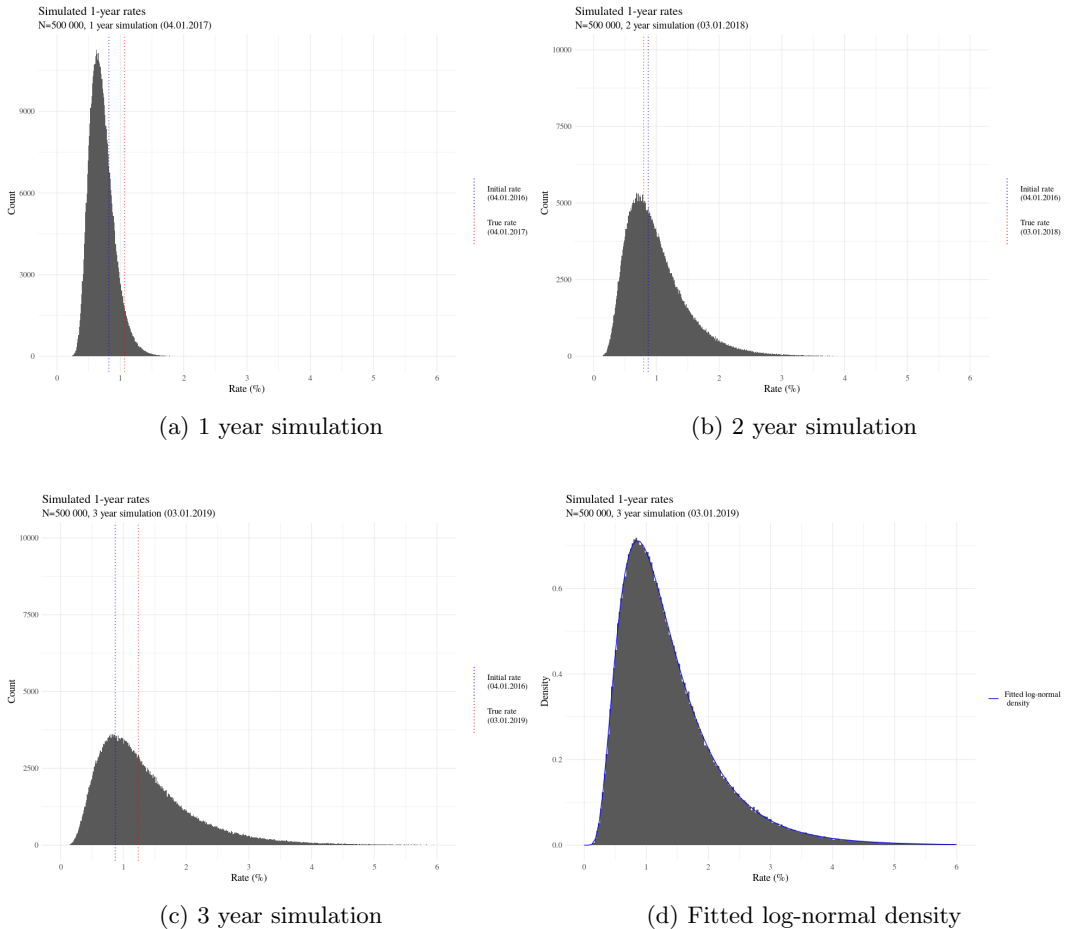 Simulated 1-year rates
N=500 000, 1 year simulation (04.01.2017)
Count
9000
6000
3000
0
0 1 2 3 4 5 6
Rate (%)
Initial rate
(04.01.2016)
True rate
(04.01.2017)
(a) 1 year simulation
Simulated 1-year rates
N=500 000, 2 year simulation (03.01.2018)
Count
10000
7500
5000
2500
0
0 1 2 3 4 5 6
Rate (%)
Initial rate
(04.01.2016)
True rate
(03.01.2018)
(b) 2 year simulation
Simulated 1-year rates
N=500 000, 3 year simulation (03.01.2019)
Count
10000
7500
5000
2500
0
0 1 2 3 4 5 6
Rate (%)
Initial rate
(04.01.2016)
True rate
(03.01.2019)
(c) 3 year simulation
Simulated 1-year rates
N=500 000, 3 year simulation (03.01.2019)
Density
0.6
0.4
0.2
0.0
0 1 2 3 4 5 6
Rate (%)
Fitted log-normal
density
(d) Fitted log-normal density